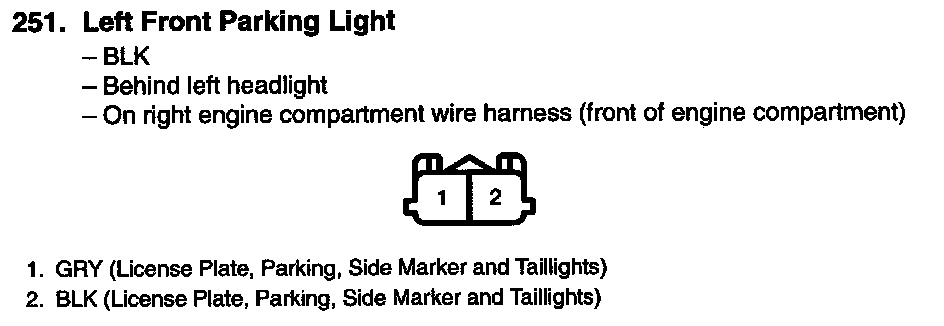 251. Left Front Parking Light
– BLK
– Behind left headlight
– On right engine compartment wire harness (front of engine compartment)
1 2
1. GRY (License Plate, Parking, Side Marker and Taillights)
2. BLK (License Plate, Parking, Side Marker and Taillights)